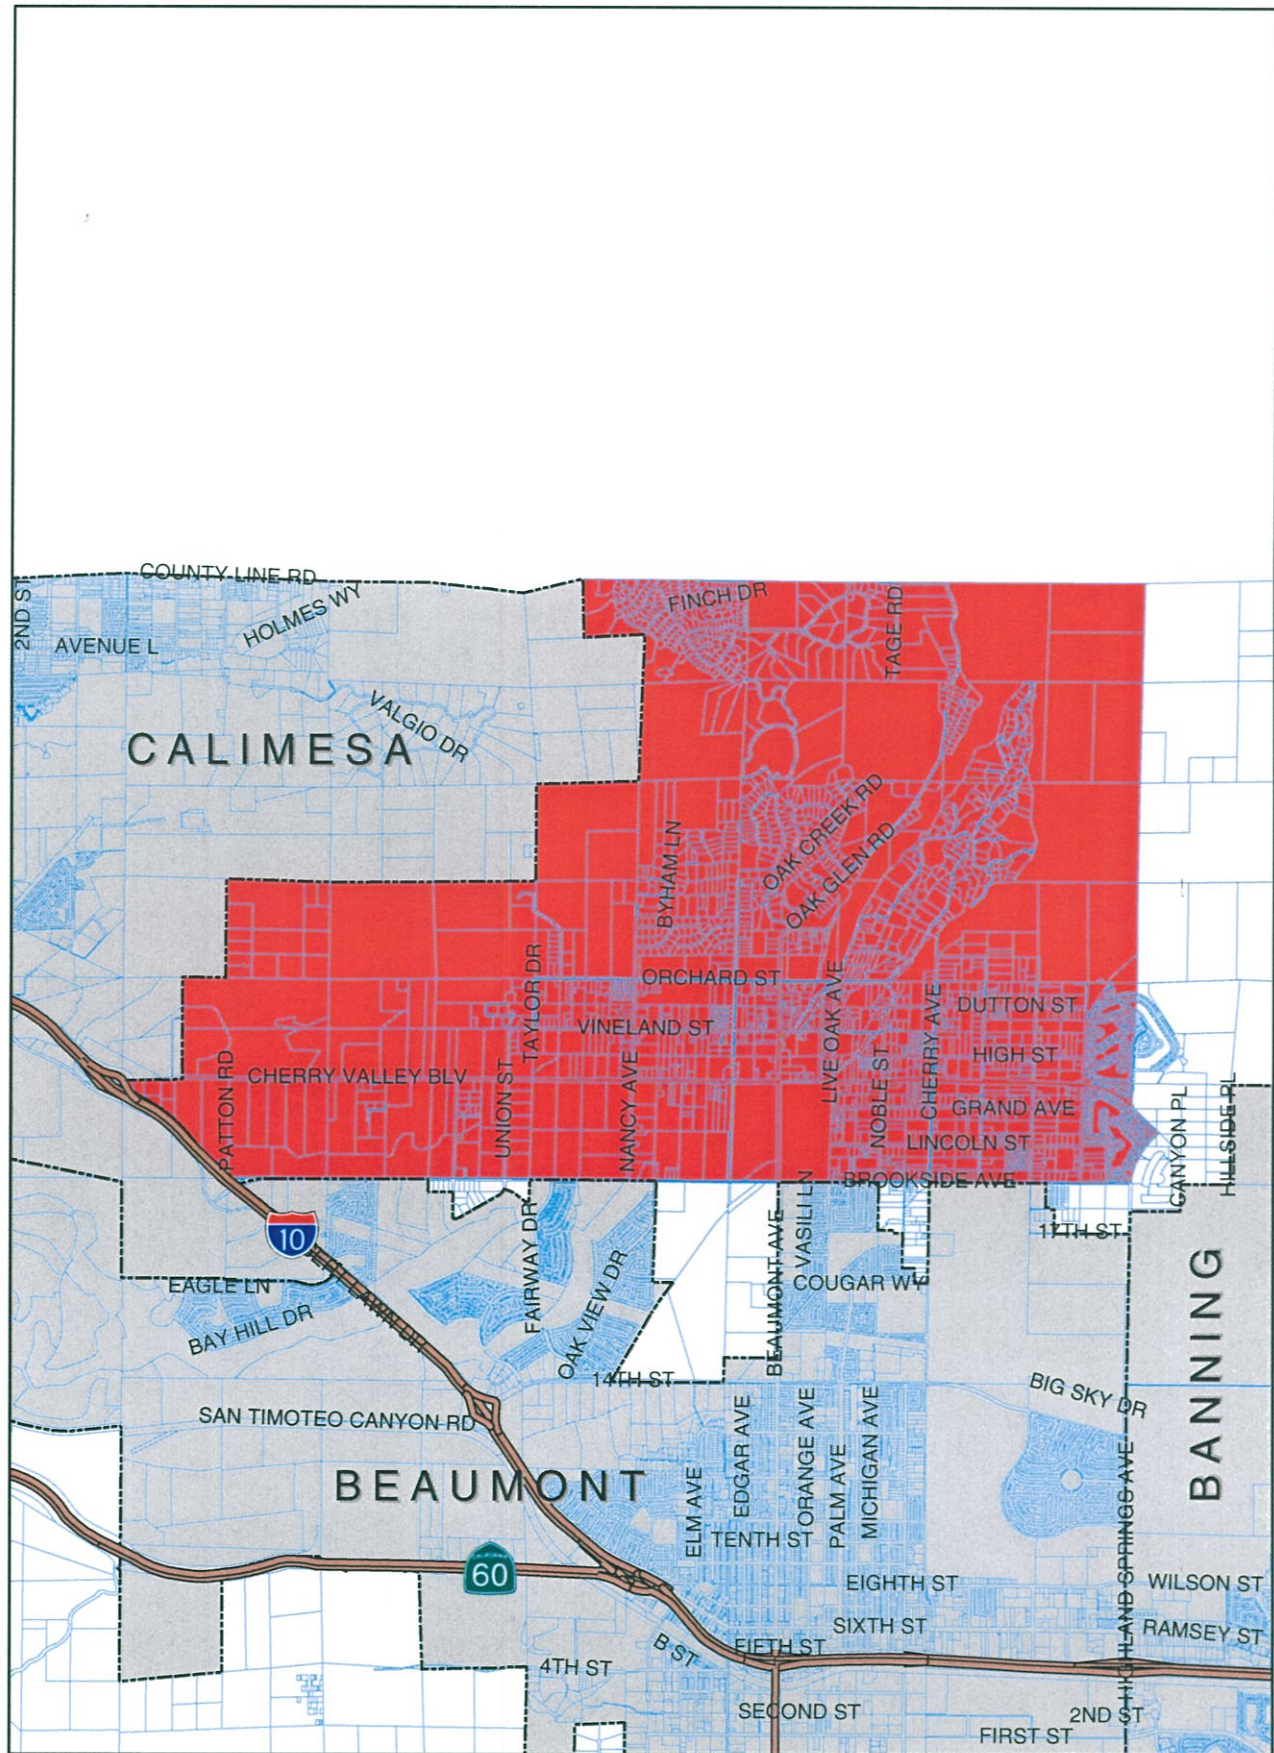 COUNTY LINE RD
2ND ST
AVENUE L
HOLMES WY
FINCH DR
TAGE RD
VALGIO DR
CALIMESA
OAK CREEK RD
OAK GLEN RD
BYHAM LN
ORCHARD ST
TAYLOR DR
LIVE OAK AVE
CHERRY AVE
DUTTON ST
VINELAND ST
HIGH ST
NOBLE ST
CHERRY VALLEY BLV
PATTON RD
UNION ST
NANCY AVE
GRAND AVE
LINCOLN ST
CANYON PL
HILLSIDE PL
BROOKSIDE AVE
VASILI LN
17TH ST
10
FAIRWAY DR
BEAUMONT AVE
EAGLE LN
COUGAR WY
BAY HILL DR
OAK VIEW DR
14TH ST
BANNING
BIG SKY DR
SAN TIMOTEO CANYON RD
EDGAR AVE
ORANGE AVE
PALM AVE
MICHIGAN AVE
BEAUMONT
ELM AVE
TENTH ST
HIGHLAND SPRINGS AVE
CALIFORNIA
60
EIGHTH ST
WILSON ST
SIXTH ST
RAMSEY ST
B ST
FIFTH ST
4TH ST
SECOND ST
2ND ST
FIRST ST